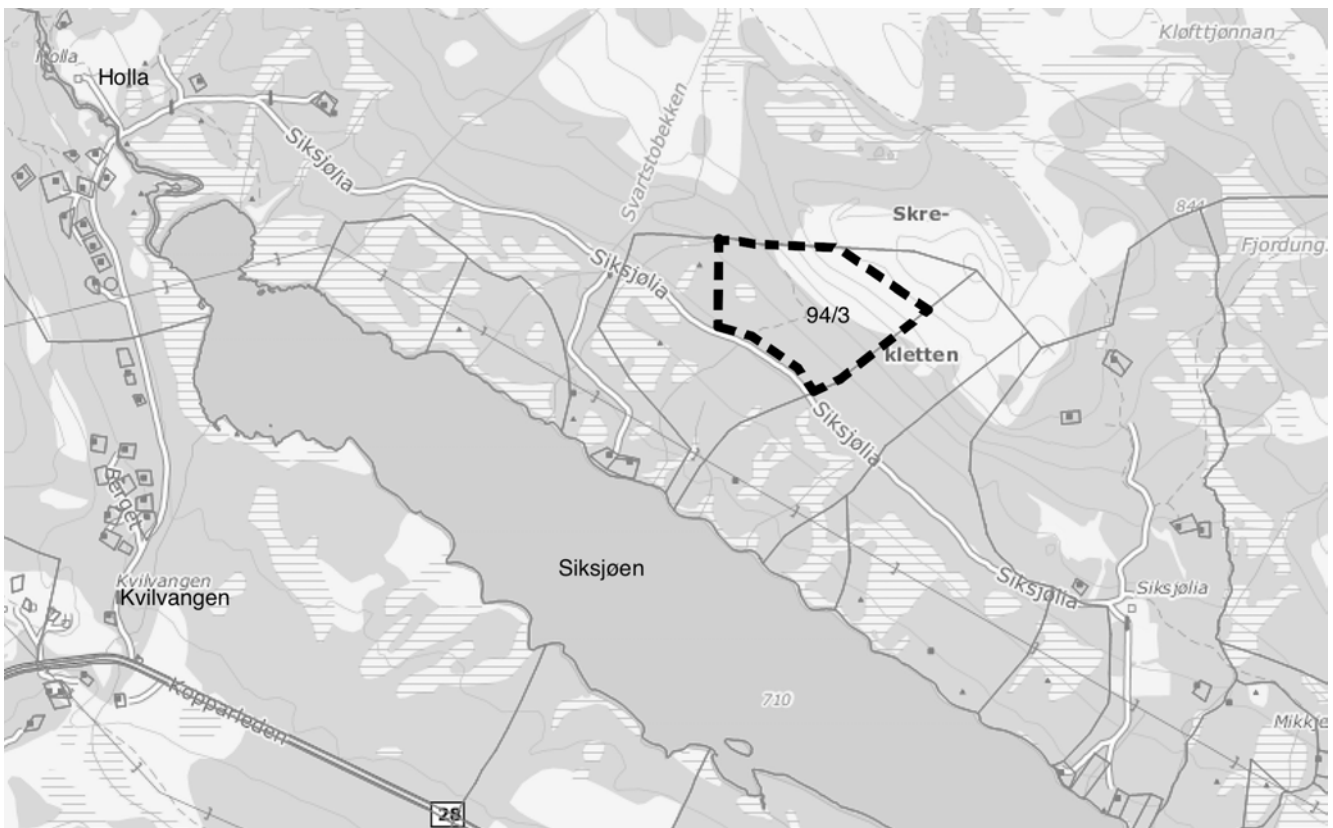 Kløfttjønnan
Holla
Holla
Siksjølia
Svartstobekken
844
Skre-
Fjordung
Siksjølia
94/3
kletten
Siksjølia
Berget
Siksjøen
Kvilvangen
Kvilvangen
Siksjølia
Siksjølia
Kopparleden
710
Mikkje
28